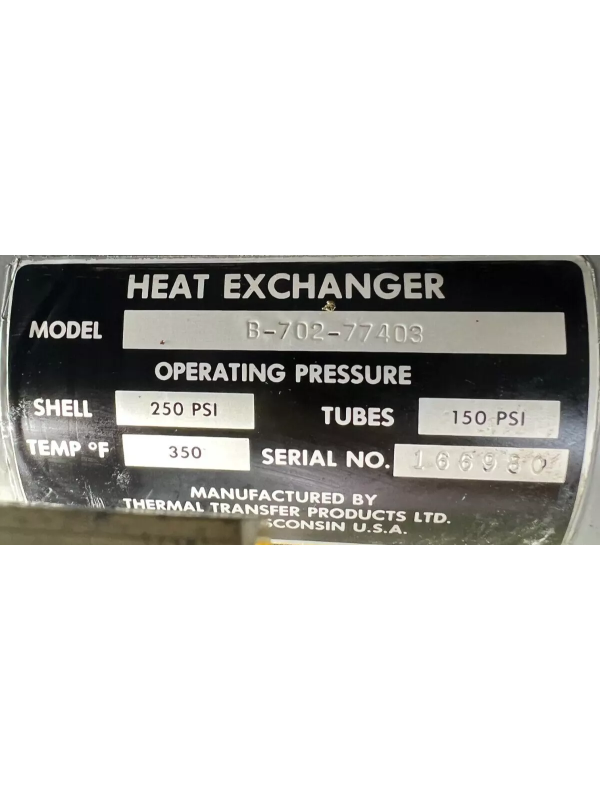 HEAT EXCHANGER
MODEL B-702-77403
OPERATING PRESSURE
SHELL 250 PSI TUBES 150 PSI
TEMP °F 350 SERIAL NO. 166980
MANUFACTURED BY
THERMAL TRANSFER PRODUCTS LTD.
U.S.A.